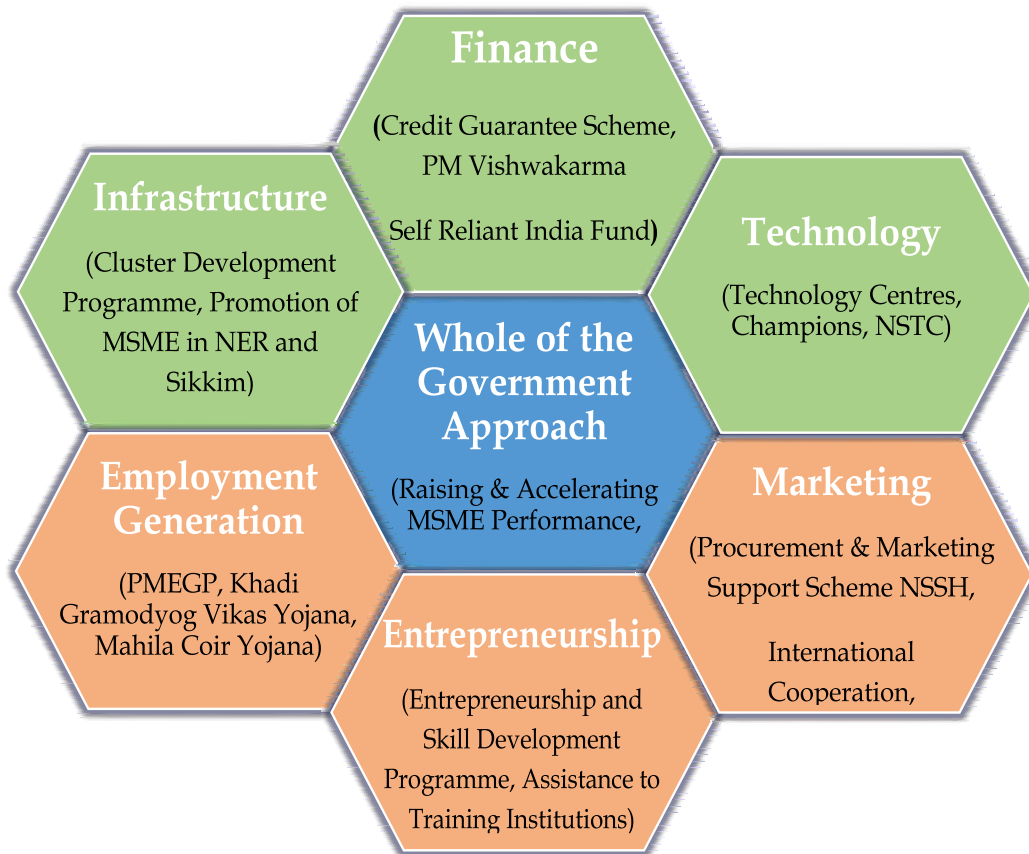 Finance
(Credit Guarantee Scheme,
PM Vishwakarma
Self Reliant India Fund)
Infrastructure
(Cluster Development
Programme, Promotion of
MSME in NER and
Sikkim)
Technology
(Technology Centres,
Champions, NSTC)
Whole of the
Government
Approach
(Raising & Accelerating
MSME Performance,
Employment
Generation
(PMEGP, Khadi
Gramodyog Vikas Yojana,
Mahila Coir Yojana)
Marketing
(Procurement & Marketing
Support Scheme NSSH,
International
Cooperation,
Entrepreneurship
(Entrepreneurship and
Skill Development
Programme, Assistance to
Training Institutions)